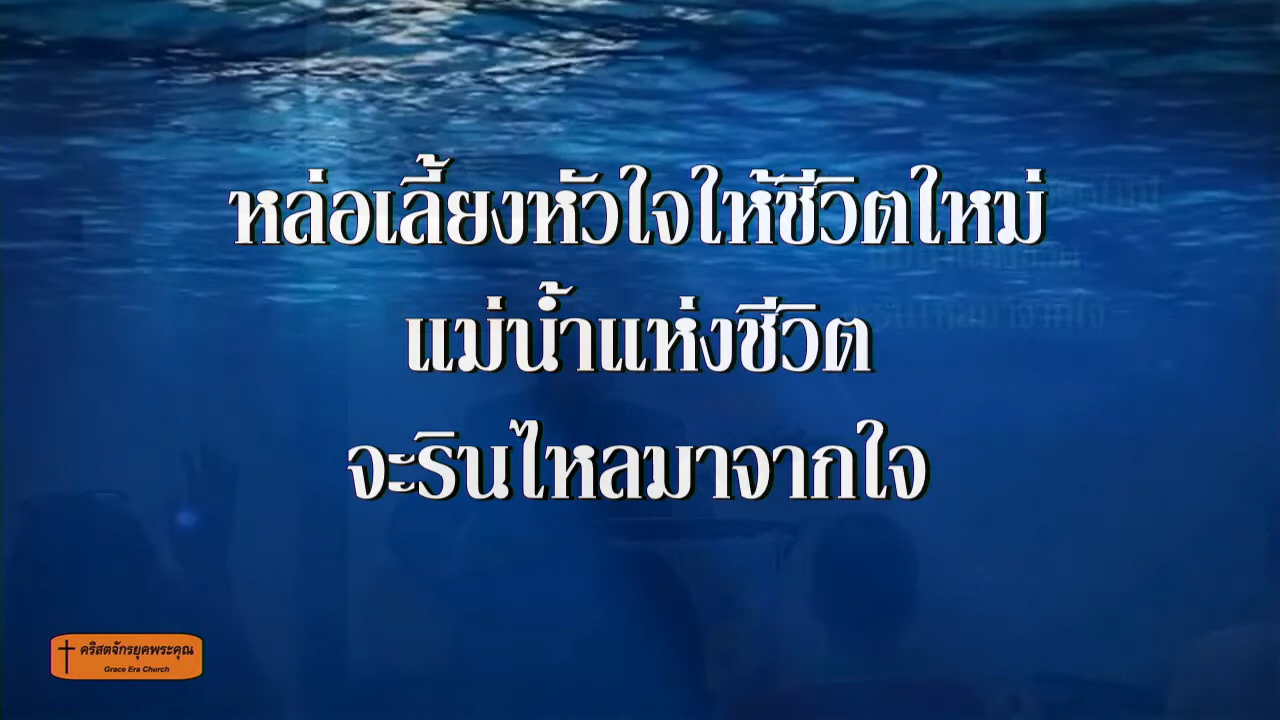 หล่อเลี้ยงหัวใจให้ชีวิตใหม่
แม่น้ำแห่งชีวิต
จะรินไหลมาจากใจ
คริสตจักรยุคพระคุณ
Grace Era Church